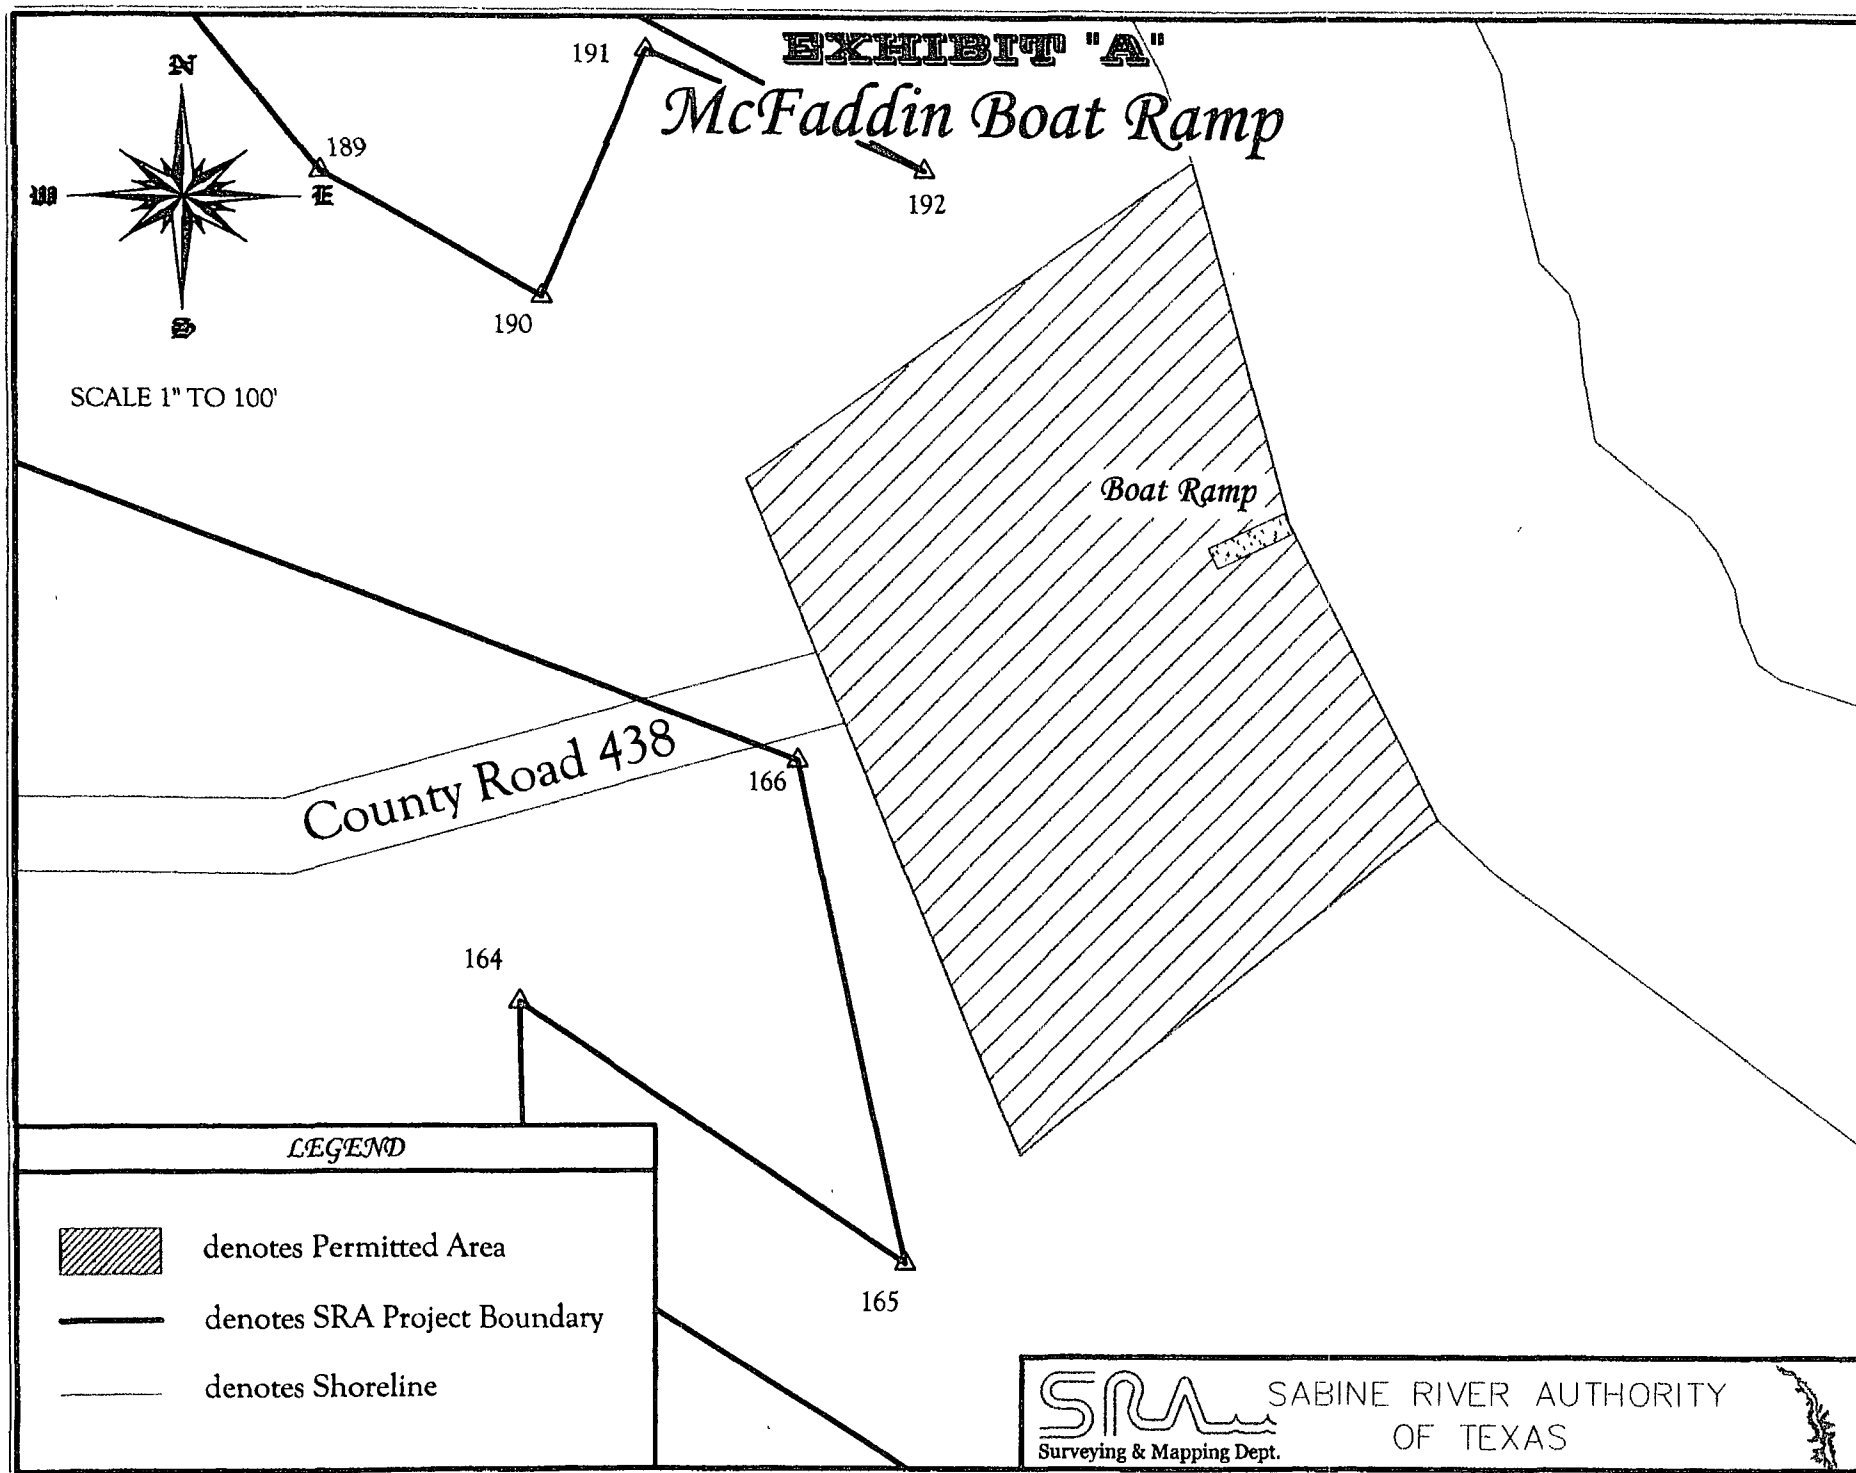 EXHIBIT "A"
McFaddin Boat Ramp
N
W
E
S
189
191
192
190
SCALE 1" TO 100'
Boat Ramp
County Road 438
166
164
165
LEGEND
denotes Permitted Area
denotes SRA Project Boundary
denotes Shoreline
SRA
Surveying & Mapping Dept.
SABINE RIVER AUTHORITY
OF TEXAS